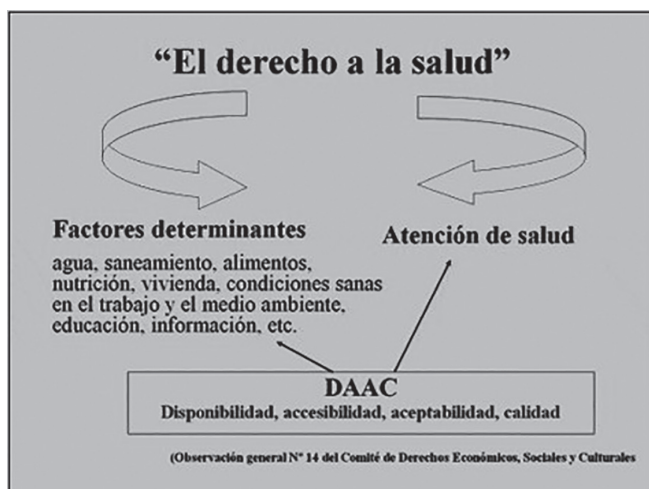 “El derecho a la salud”
Factores determinantes
agua, saneamiento, alimentos,
nutrición, vivienda, condiciones sanas
en el trabajo y el medio ambiente,
educación, información, etc.
Atención de salud
DAAC
Disponibilidad, accesibilidad, aceptabilidad, calidad
(Observación general Nº 14 del Comité de Derechos Económicos, Sociales y Culturales